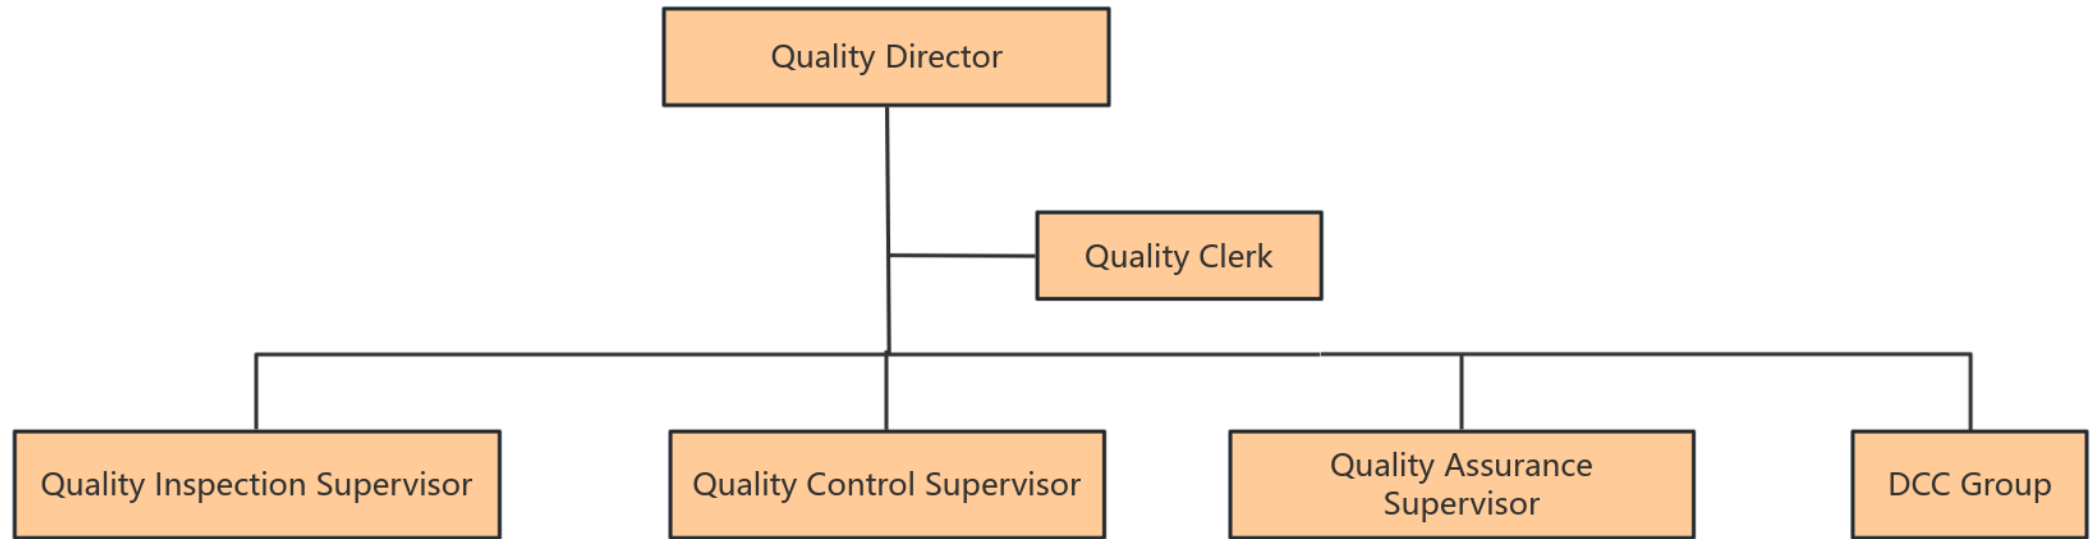 Quality Director
Quality Clerk
Quality Inspection Supervisor
Quality Control Supervisor
Quality Assurance
Supervisor
DCC Group